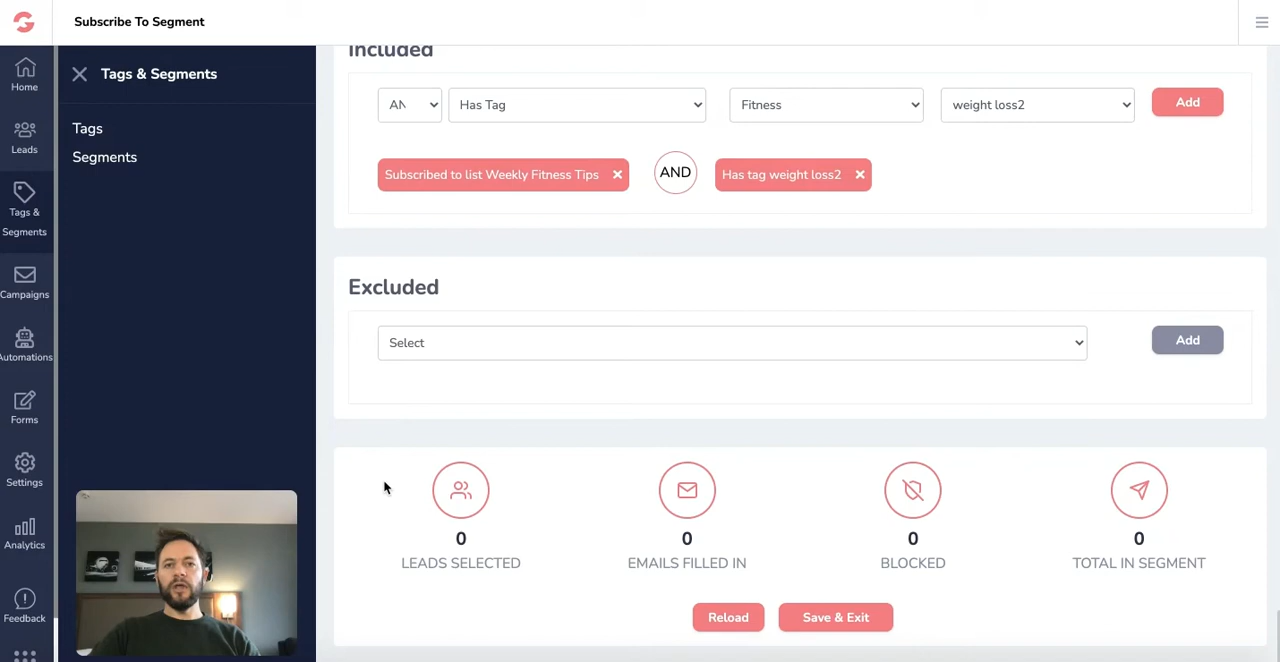 Subscribe To Segment
Home
Leads
Tags &
Segments
Campaigns
Automations
Forms
Settings
Analytics
Feedback
Tags & Segments
Tags
Segments
Included
AN
Has Tag
Fitness
weight loss2
Add
Subscribed to list Weekly Fitness Tips
AND
Has tag weight loss2
Excluded
Select
Add
0
LEADS SELECTED
0
EMAILS FILLED IN
0
BLOCKED
0
TOTAL IN SEGMENT
Reload
Save & Exit